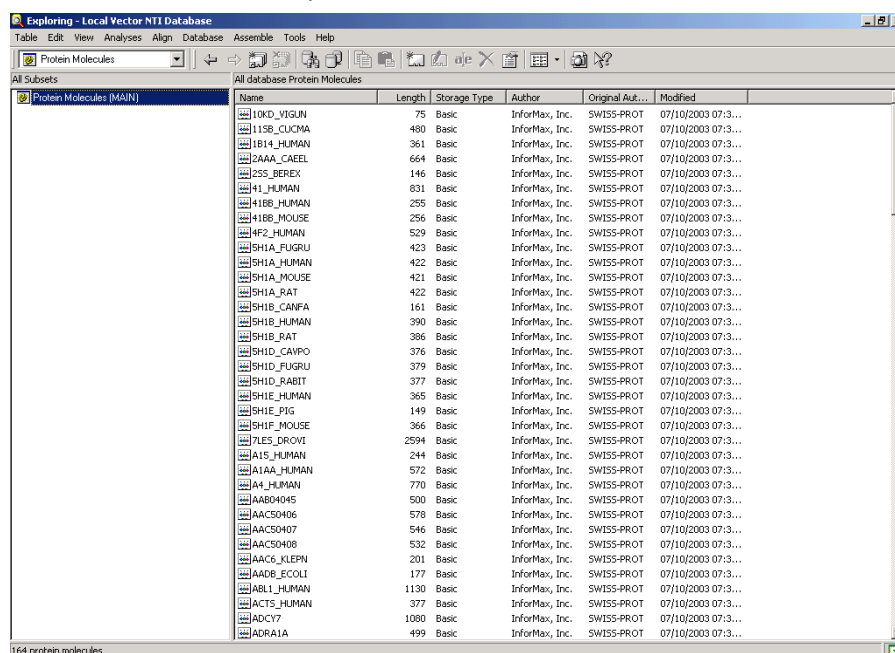 Exploring - Local Vector NTI Database
Table Edit View Analyses Align Database Assemble Tools Help
Protein Molecules
All Subsets All database Protein Molecules
Protein Molecules (MAIN)
Name Length Storage Type Author Original Aut... Modified
10KD_VIGUN 75 Basic InforMax, Inc. SWISS-PROT 07/10/2003 07:3...
11SB_CUCMA 480 Basic InforMax, Inc. SWISS-PROT 07/10/2003 07:3...
1B14_HUMAN 361 Basic InforMax, Inc. SWISS-PROT 07/10/2003 07:3...
2AAA_CAEEL 664 Basic InforMax, Inc. SWISS-PROT 07/10/2003 07:3...
2SS_BEREX 146 Basic InforMax, Inc. SWISS-PROT 07/10/2003 07:3...
41_HUMAN 831 Basic InforMax, Inc. SWISS-PROT 07/10/2003 07:3...
41BB_HUMAN 255 Basic InforMax, Inc. SWISS-PROT 07/10/2003 07:3...
41BB_MOUSE 256 Basic InforMax, Inc. SWISS-PROT 07/10/2003 07:3...
4F2_HUMAN 529 Basic InforMax, Inc. SWISS-PROT 07/10/2003 07:3...
5H1A_FUGRU 423 Basic InforMax, Inc. SWISS-PROT 07/10/2003 07:3...
5H1A_HUMAN 422 Basic InforMax, Inc. SWISS-PROT 07/10/2003 07:3...
5H1A_MOUSE 421 Basic InforMax, Inc. SWISS-PROT 07/10/2003 07:3...
5H1A_RAT 422 Basic InforMax, Inc. SWISS-PROT 07/10/2003 07:3...
5H1B_CANFA 161 Basic InforMax, Inc. SWISS-PROT 07/10/2003 07:3...
5H1B_HUMAN 390 Basic InforMax, Inc. SWISS-PROT 07/10/2003 07:3...
5H1B_RAT 386 Basic InforMax, Inc. SWISS-PROT 07/10/2003 07:3...
5H1D_CAVPO 376 Basic InforMax, Inc. SWISS-PROT 07/10/2003 07:3...
5H1D_FUGRU 379 Basic InforMax, Inc. SWISS-PROT 07/10/2003 07:3...
5H1D_RABIT 377 Basic InforMax, Inc. SWISS-PROT 07/10/2003 07:3...
5H1E_HUMAN 365 Basic InforMax, Inc. SWISS-PROT 07/10/2003 07:3...
5H1E_PIG 149 Basic InforMax, Inc. SWISS-PROT 07/10/2003 07:3...
5H1F_MOUSE 366 Basic InforMax, Inc. SWISS-PROT 07/10/2003 07:3...
7LES_DROVI 2594 Basic InforMax, Inc. SWISS-PROT 07/10/2003 07:3...
A15_HUMAN 244 Basic InforMax, Inc. SWISS-PROT 07/10/2003 07:3...
A1AA_HUMAN 572 Basic InforMax, Inc. SWISS-PROT 07/10/2003 07:3...
A4_HUMAN 770 Basic InforMax, Inc. SWISS-PROT 07/10/2003 07:3...
AAB04045 500 Basic InforMax, Inc. SWISS-PROT 07/10/2003 07:3...
AAC50406 578 Basic InforMax, Inc. SWISS-PROT 07/10/2003 07:3...
AAC50407 546 Basic InforMax, Inc. SWISS-PROT 07/10/2003 07:3...
AAC50408 532 Basic InforMax, Inc. SWISS-PROT 07/10/2003 07:3...
AAC6_KLEPN 201 Basic InforMax, Inc. SWISS-PROT 07/10/2003 07:3...
AADB_ECOLI 177 Basic InforMax, Inc. SWISS-PROT 07/10/2003 07:3...
ABL1_HUMAN 1130 Basic InforMax, Inc. SWISS-PROT 07/10/2003 07:3...
ACTS_HUMAN 377 Basic InforMax, Inc. SWISS-PROT 07/10/2003 07:3...
ADCY7 1080 Basic InforMax, Inc. SWISS-PROT 07/10/2003 07:3...
ADRA1A 499 Basic InforMax, Inc. SWISS-PROT 07/10/2003 07:3...
164 protein molecules